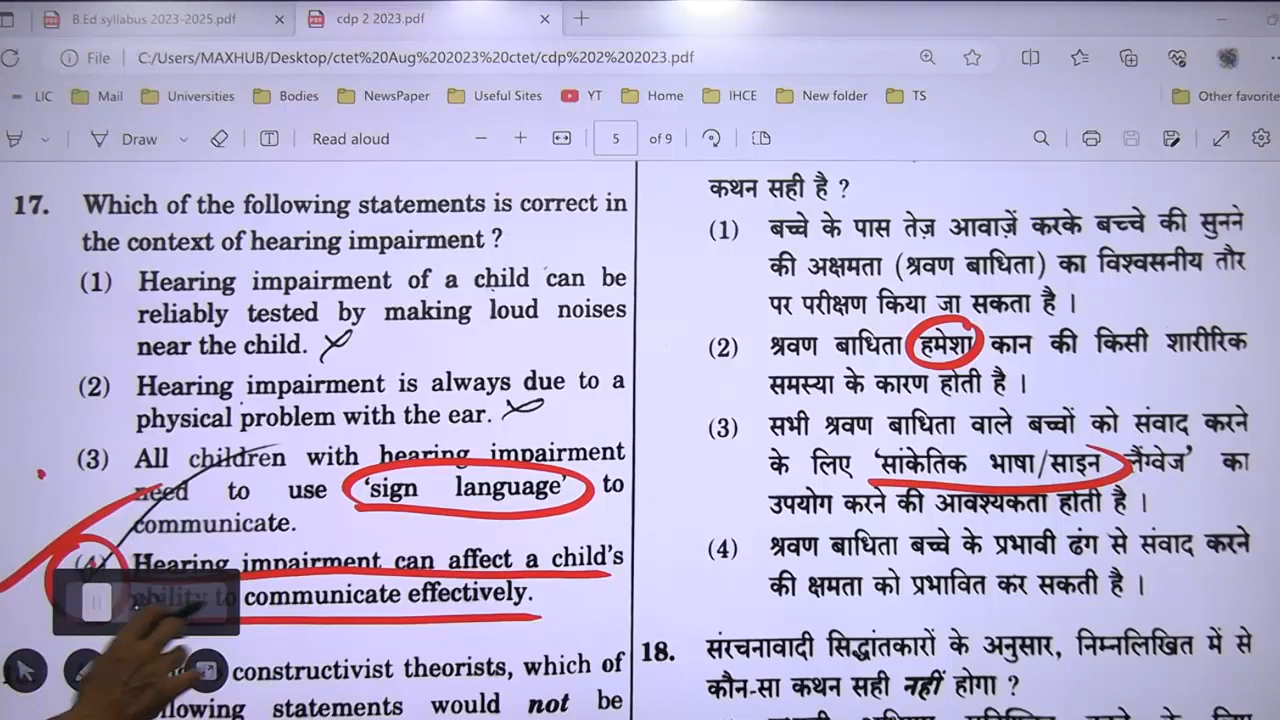 B.Ed syllabus 2023-2025.pdf
cdp 2 2023.pdf
File C:/Users/MAXHUB/Desktop/ctet%20Aug%202023%20ctet/cdp%202%202023.pdf
LIC Mail Universities Bodies NewsPaper Useful Sites YT Home IHCE New folder TS Other favorite
Draw Read aloud 5 of 9
17. Which of the following statements is correct in
the context of hearing impairment ?
(1) Hearing impairment of a child can be
reliably tested by making loud noises
near the child.
(2) Hearing impairment is always due to a
physical problem with the ear.
(3) All children with hearing impairment
need to use 'sign language' to
communicate.
(4) Hearing impairment can affect a child's
ability to communicate effectively.
constructivist theorists, which of
llowing statements would not be
कथन सही है ?
(1) बच्चे के पास तेज़ आवाज़ें करके बच्चे की सुनने
की अक्षमता (श्रवण बाधिता) का विश्वसनीय तौर
पर परीक्षण किया जा सकता है ।
(2) श्रवण बाधिता हमेशा कान की किसी शारीरिक
समस्या के कारण होती है ।
(3) सभी श्रवण बाधिता वाले बच्चों को संवाद करने
के लिए 'सांकेतिक भाषा/साइन लैंग्वेज' का
उपयोग करने की आवश्यकता होती है ।
(4) श्रवण बाधिता बच्चे के प्रभावी ढंग से संवाद करने
की क्षमता को प्रभावित कर सकती है ।
18. संरचनावादी सिद्धांतकारों के अनुसार, निम्नलिखित में से
कौन-सा कथन सही नहीं होगा ?